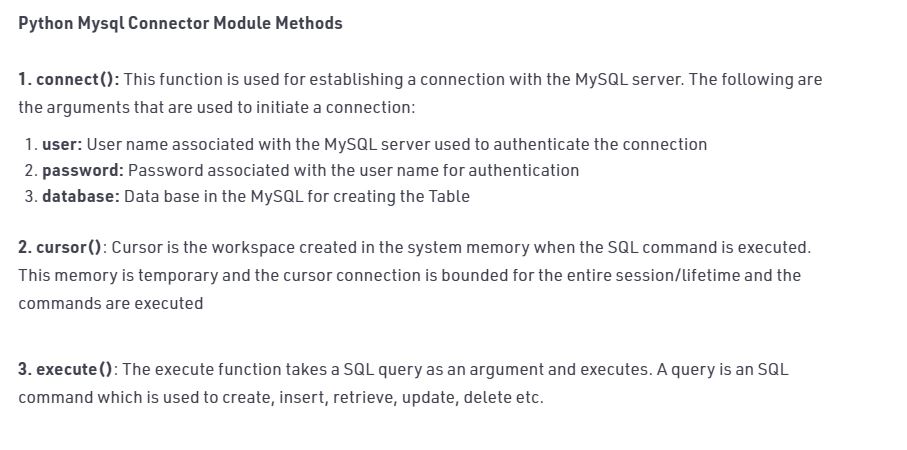 Python Mysql Connector Module Methods
1. connect(): This function is used for establishing a connection with the MySQL server. The following are
the arguments that are used to initiate a connection:
1. user: User name associated with the MySQL server used to authenticate the connection
2. password: Password associated with the user name for authentication
3. database: Data base in the MySQL for creating the Table
2. cursor(): Cursor is the workspace created in the system memory when the SQL command is executed.
This memory is temporary and the cursor connection is bounded for the entire session/lifetime and the
commands are executed
3. execute(): The execute function takes a SQL query as an argument and executes. A query is an SQL
command which is used to create, insert, retrieve, update, delete etc.